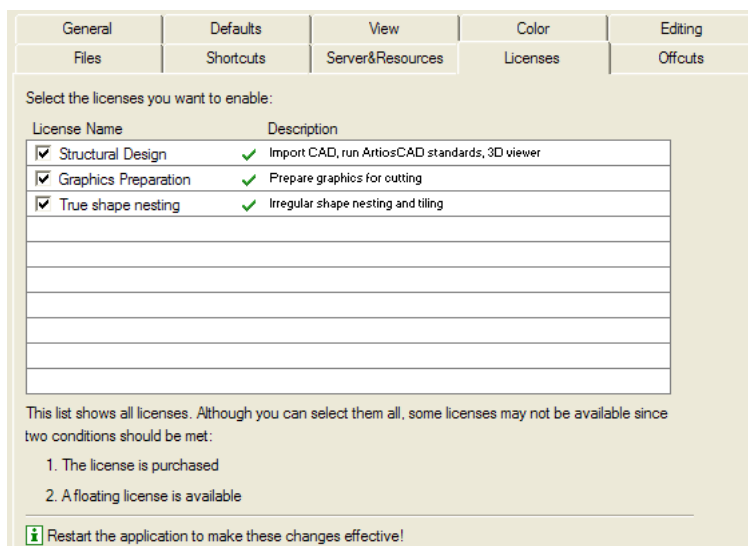 General Defaults View Color Editing
Files Shortcuts Server&Resources Licenses Offcuts
Select the licenses you want to enable:
License Name Description
Structural Design Import CAD, run ArtiosCAD standards, 3D viewer
Graphics Preparation Prepare graphics for cutting
True shape nesting Irregular shape nesting and tiling
This list shows all licenses. Although you can select them all, some licenses may not be available since
two conditions should be met:
1. The license is purchased
2. A floating license is available
Restart the application to make these changes effective!